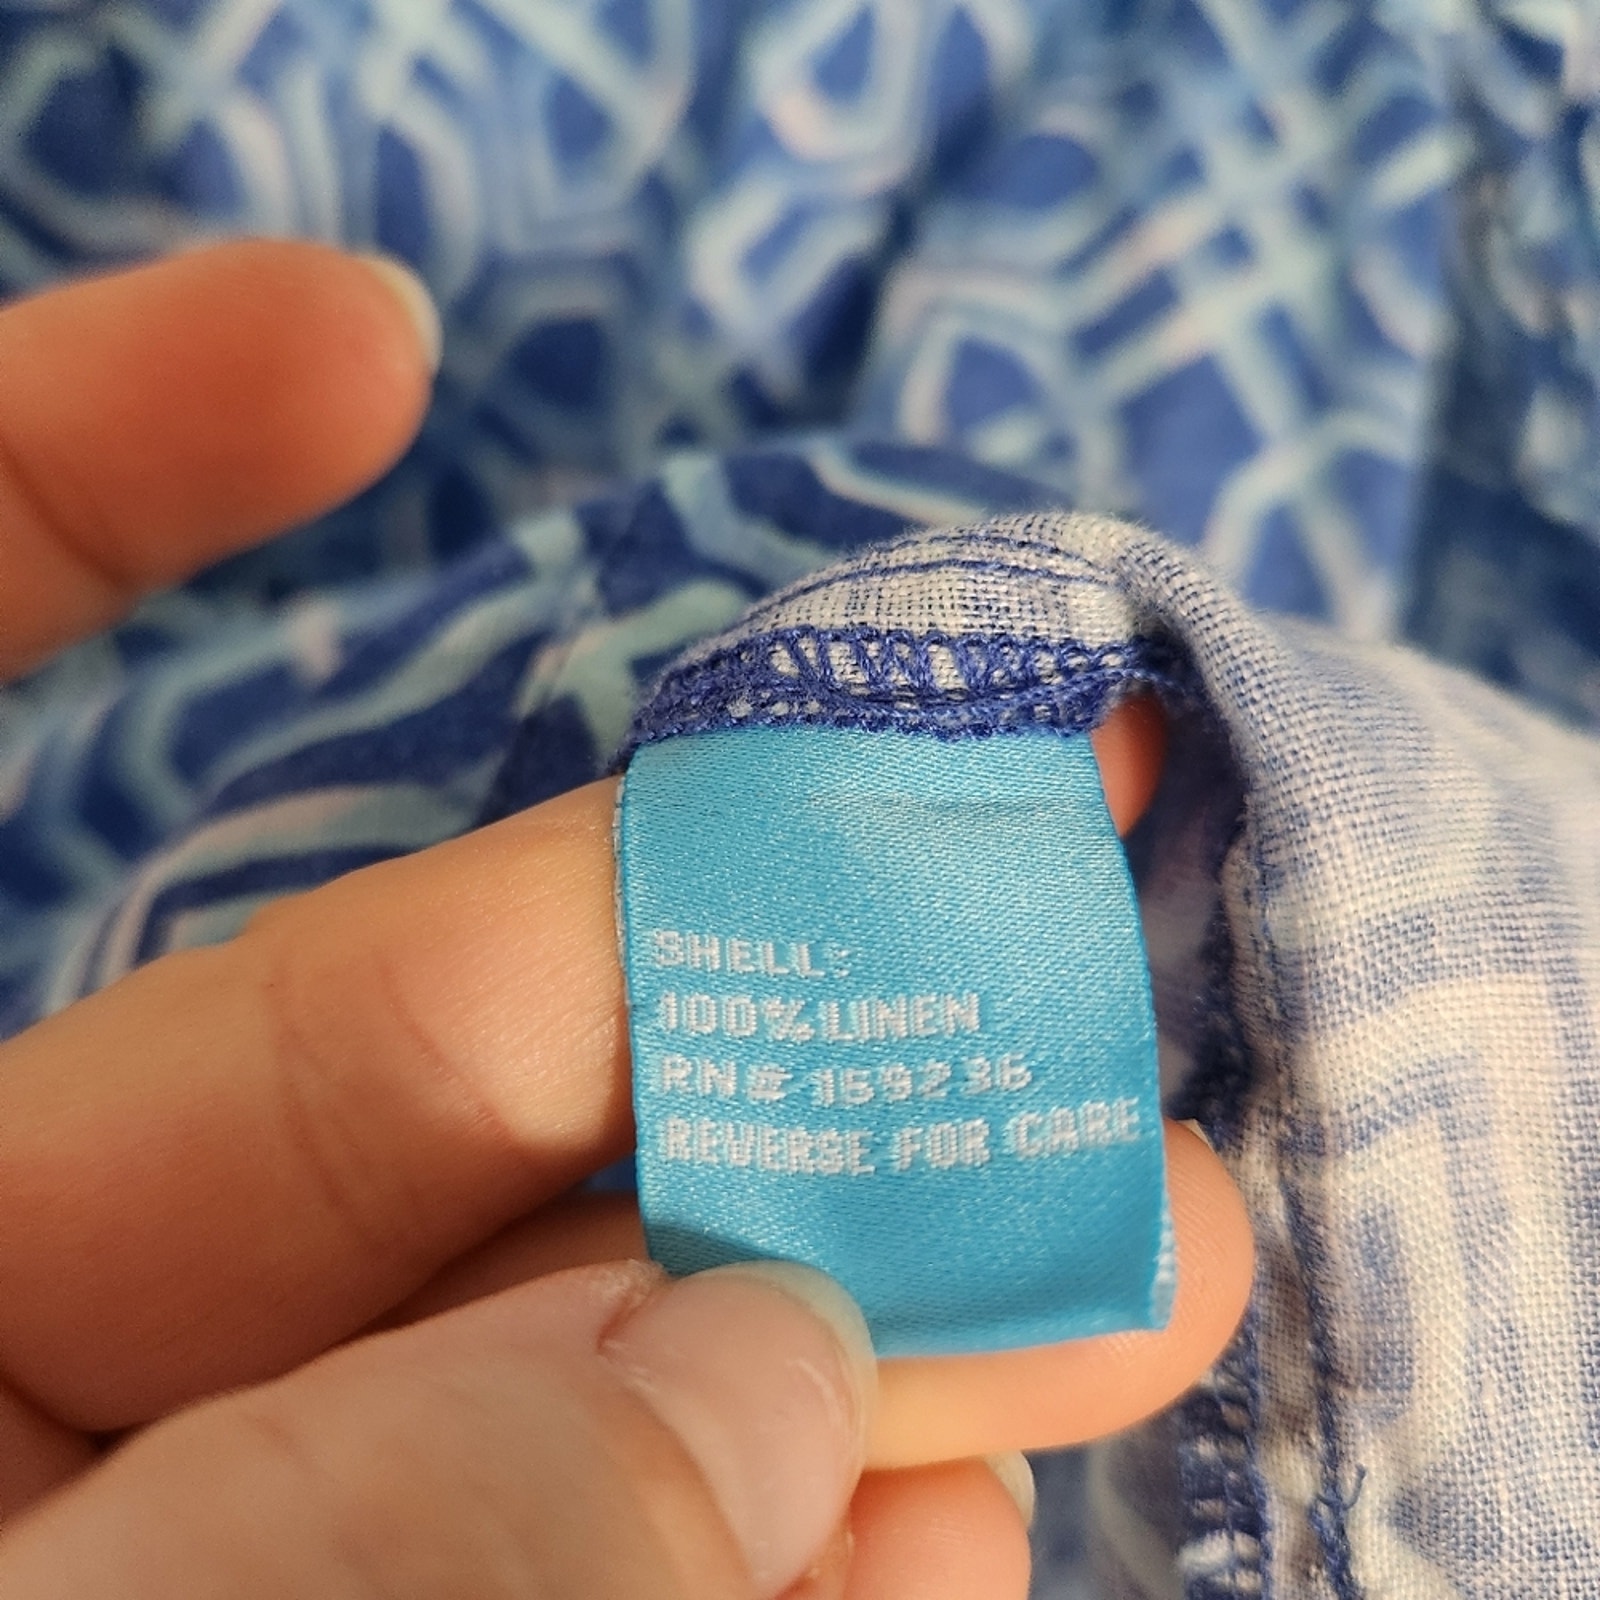 SHELL:
100% LINEN
RN# 159236
REVERSE FOR CARE